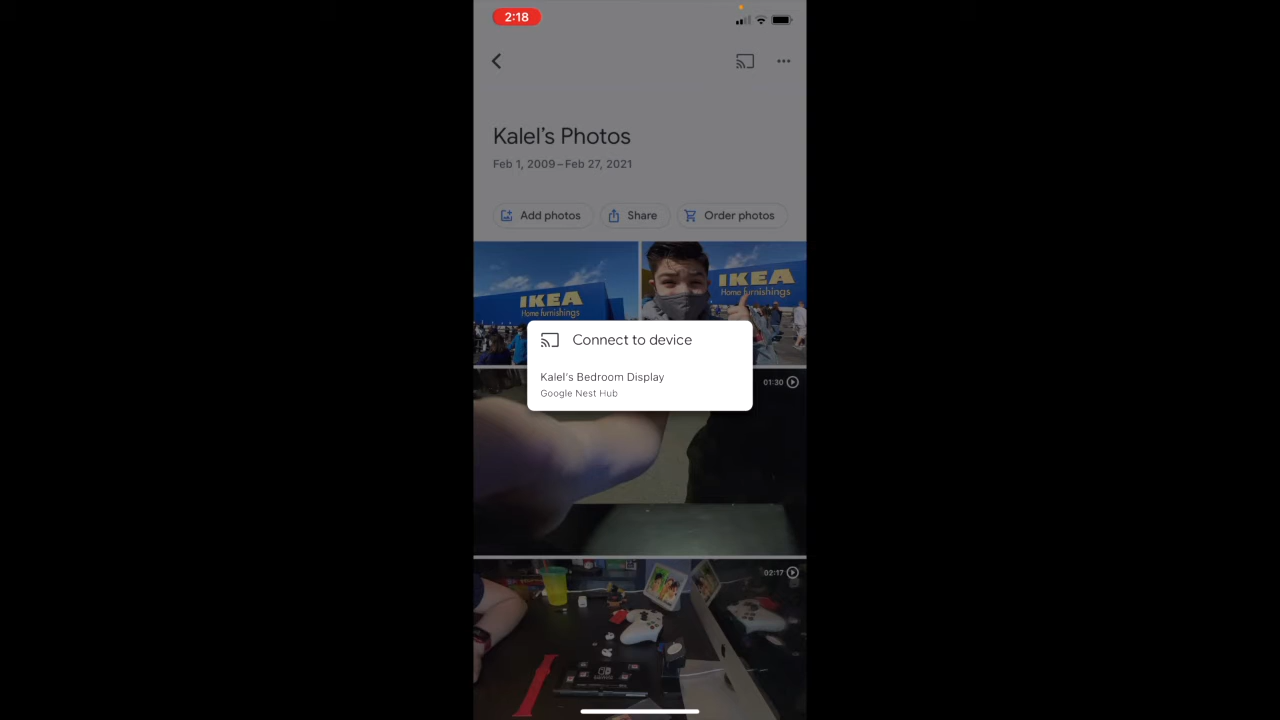 2:18
Kalel's Photos
Feb 1, 2009 – Feb 27, 2021
Add photos
Share
Order photos
IKEA
Home furnishings
IKEA
Home furnishings
Connect to device
Kalel's Bedroom Display
Google Nest Hub
01:30
02:17